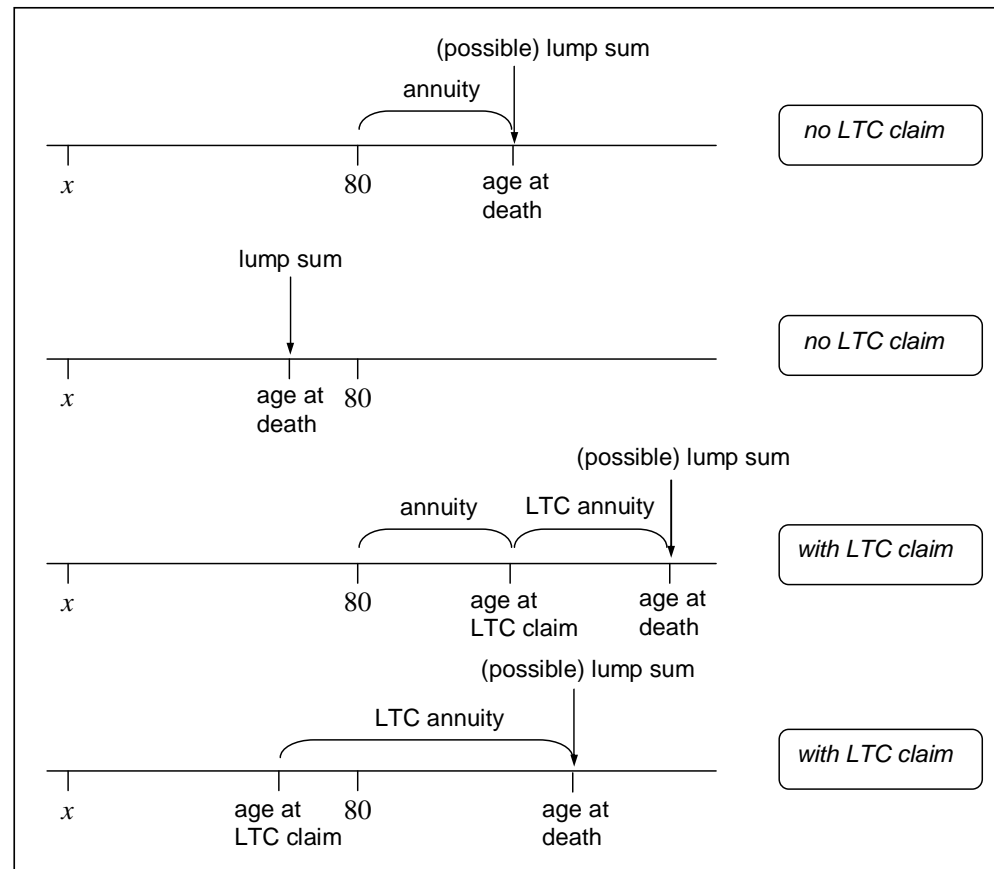 (possible) lump sum
annuity
no LTC claim
x
80
age at
death
lump sum
no LTC claim
x
age at
death
80
(possible) lump sum
annuity
LTC annuity
with LTC claim
x
80
age at
LTC claim
age at
death
(possible) lump sum
LTC annuity
with LTC claim
x
age at
LTC claim
80
age at
death